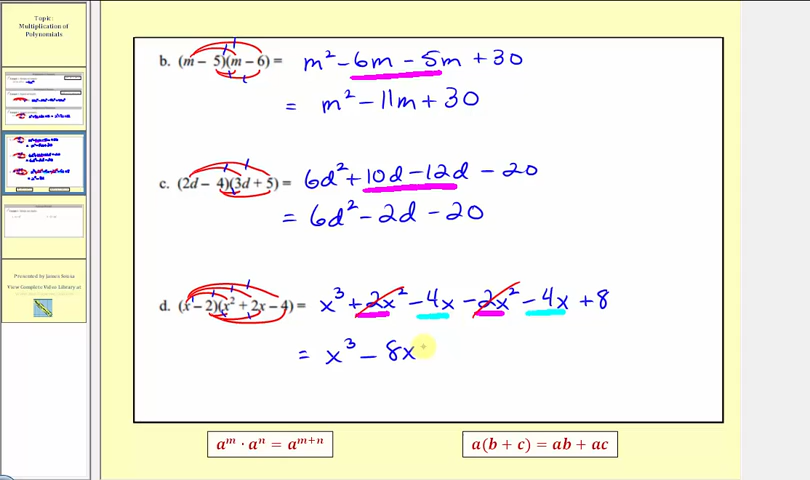 Topic:
Multiplication of
Polynomials
b. (m − 5)(m − 6) = m² − 6m − 5m + 30
= m² − 11m + 30
c. (2d − 4)(3d + 5) = 6d² + 10d − 12d − 20
= 6d² − 2d − 20
d. (x − 2)(x² + 2x − 4) = x³ + 2x² − 4x − 2x² − 4x + 8
= x³ − 8x
Presented by James Sousa
View Complete Video Library at
aᵐ · aⁿ = aᵐ⁺ⁿ
a(b + c) = ab + ac